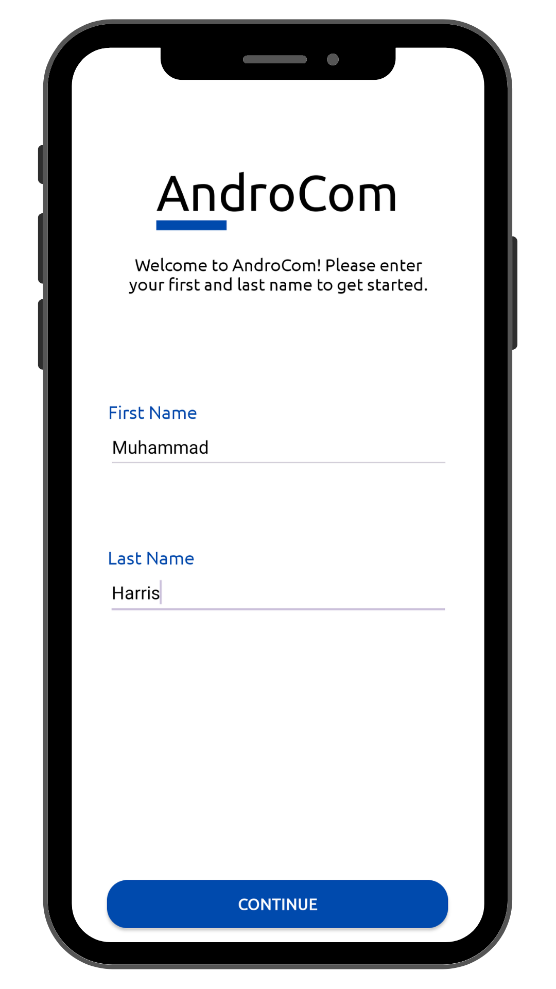 AndroCom
Welcome to AndroCom! Please enter
your first and last name to get started.
First Name
Muhammad
Last Name
Harris
CONTINUE